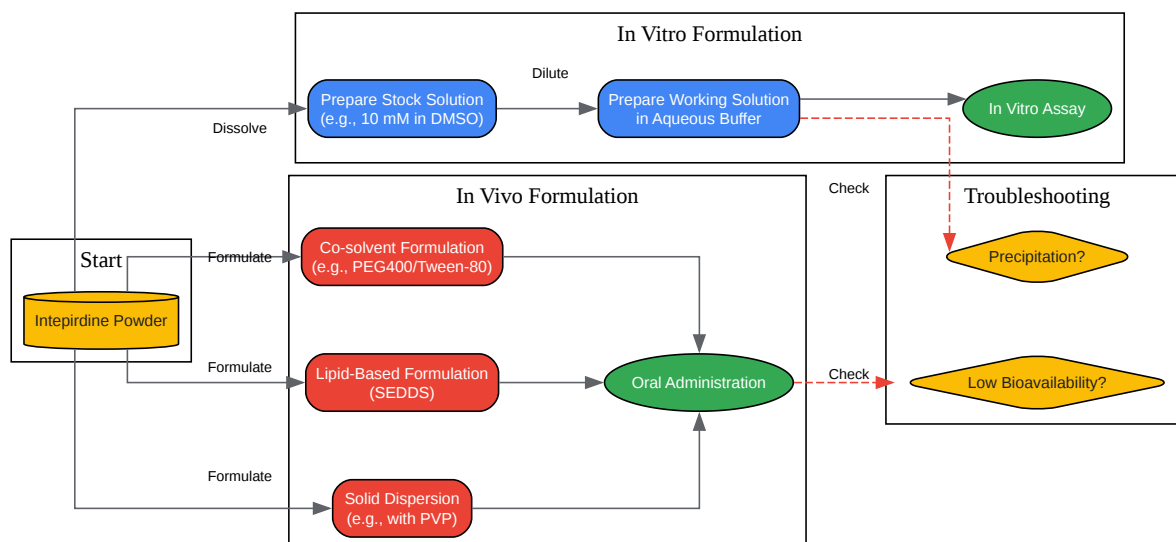 In Vitro Formulation
Dilute
Prepare Stock Solution
(e.g., 10 mM in DMSO)
Prepare Working Solution
in Aqueous Buffer
In Vitro Assay
Dissolve
In Vivo Formulation
Check
Troubleshooting
Start
Formulate
Co-solvent Formulation
(e.g., PEG400/Tween-80)
Precipitation?
Intepirdine Powder
Formulate
Lipid-Based Formulation
(SEDDS)
Oral Administration
Check
Low Bioavailability?
Formulate
Solid Dispersion
(e.g., with PVP)